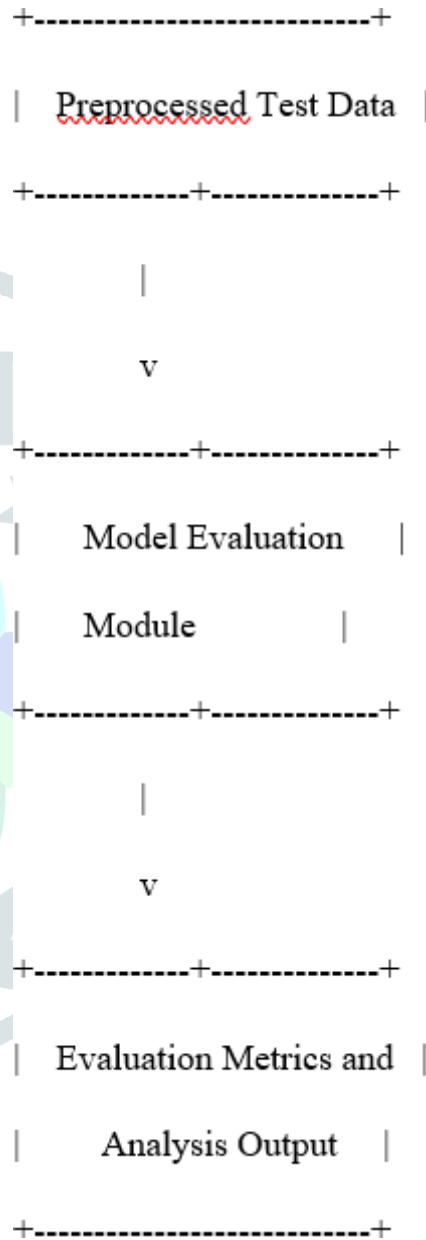 +----------------------------+
| Preprocessed Test Data |
+-------------+--------------+
|
v
+-------------+--------------+
| Model Evaluation |
| Module |
+-------------+--------------+
|
v
+-------------+--------------+
| Evaluation Metrics and |
| Analysis Output |
+----------------------------+